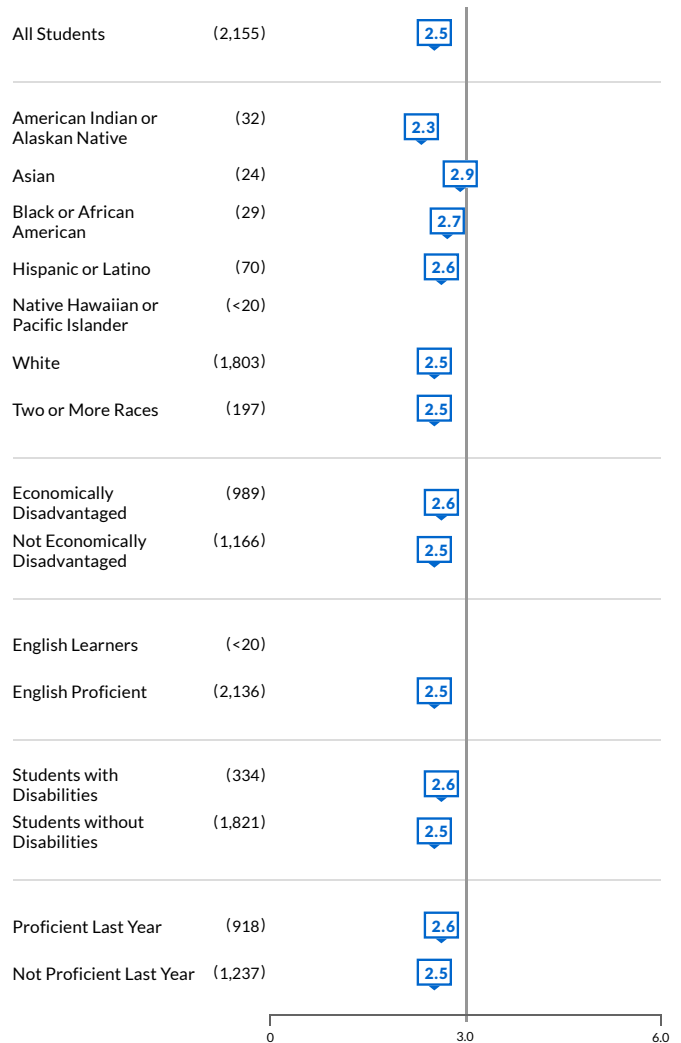 All Students (2,155) 2.5
American Indian or (32) 2.3
Alaskan Native
Asian (24) 2.9
Black or African (29) 2.7
American
Hispanic or Latino (70) 2.6
Native Hawaiian or (<20)
Pacific Islander
White (1,803) 2.5
Two or More Races (197) 2.5
Economically (989) 2.6
Disadvantaged
Not Economically (1,166) 2.5
Disadvantaged
English Learners (<20)
English Proficient (2,136) 2.5
Students with (334) 2.6
Disabilities
Students without (1,821) 2.5
Disabilities
Proficient Last Year (918) 2.6
Not Proficient Last Year (1,237) 2.5
0 3.0 6.0